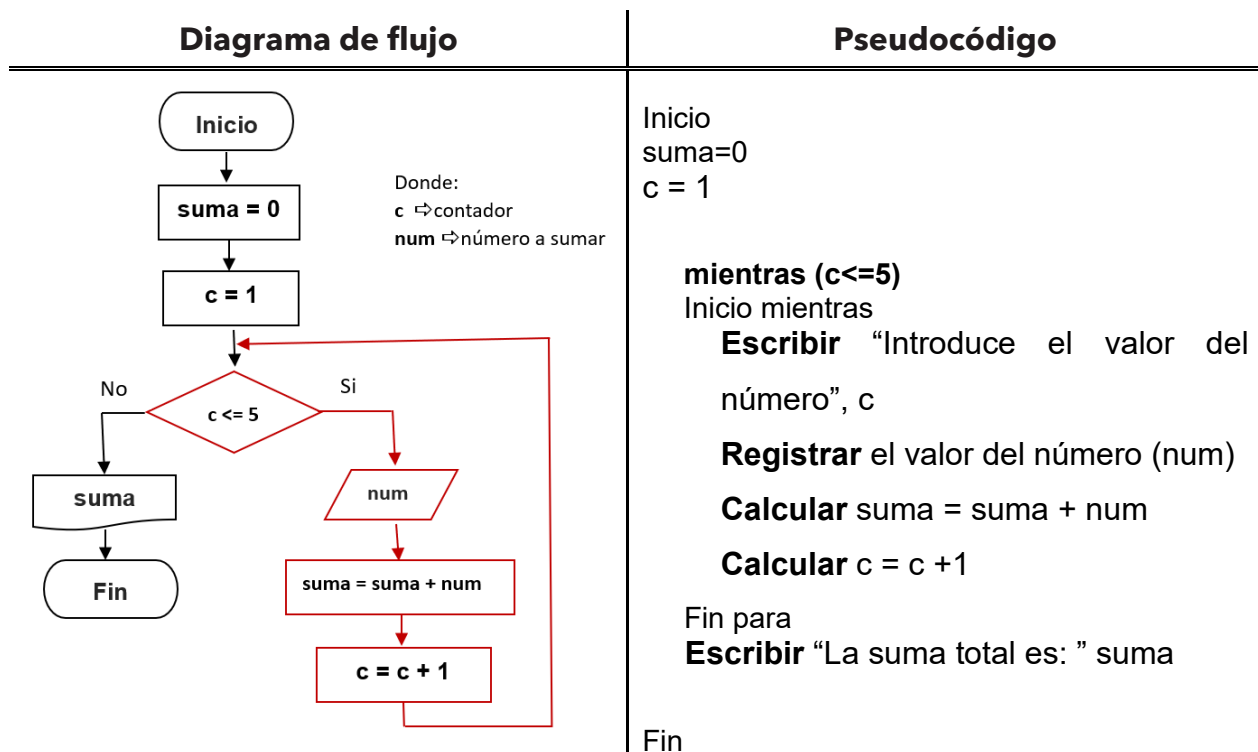 Diagrama de flujo
Inicio
suma = 0
Donde:
c ⇨contador
num ⇨número a sumar
c = 1
No
Si
c <= 5
suma
num
Fin
suma = suma + num
c = c + 1
Pseudocódigo
Inicio
suma=0
c = 1
mientras (c<=5)
Inicio mientras
Escribir “Introduce el valor del
número”, c
Registrar el valor del número (num)
Calcular suma = suma + num
Calcular c = c +1
Fin para
Escribir “La suma total es: ” suma
Fin